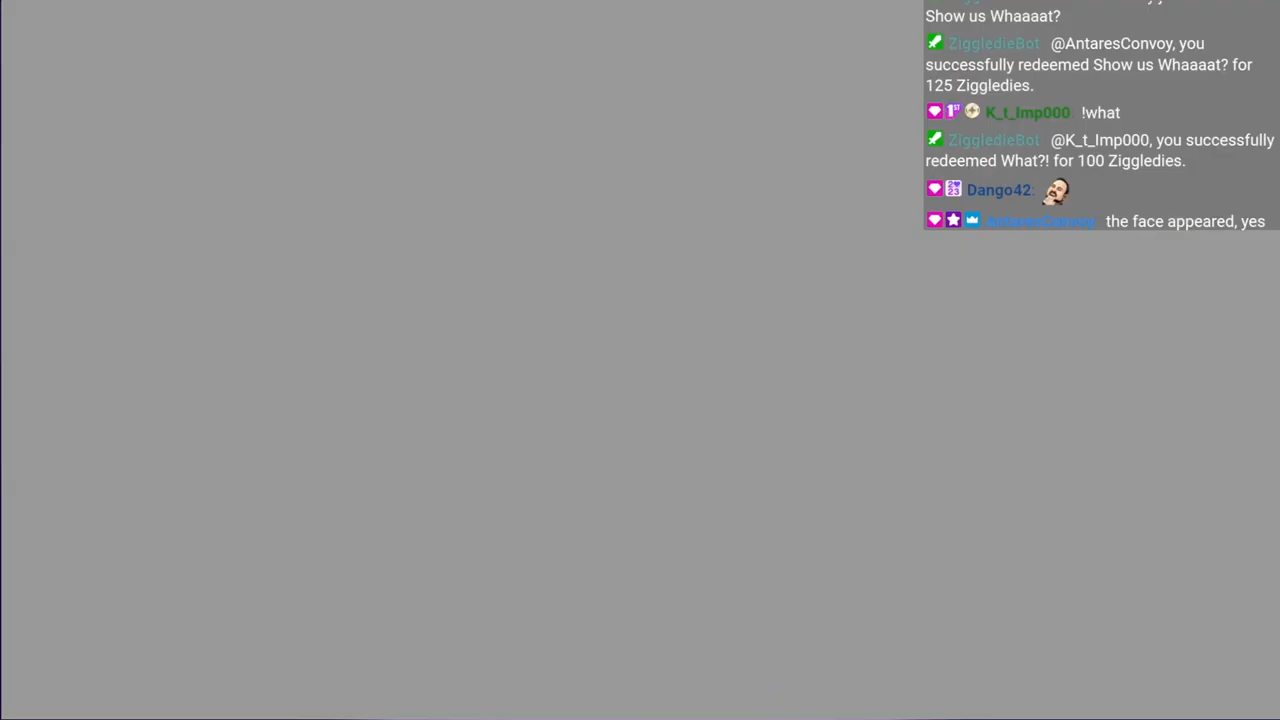 Show us Whaaaat?
ZiggledieBot @AntaresConvoy, you
successfully redeemed Show us Whaaaat? for
125 Ziggledies.
1ST K_t_Imp000: !what
ZiggledieBot @K_t_Imp000, you successfully
redeemed What?! for 100 Ziggledies.
Dango42:
AntaresConvoy: the face appeared, yes